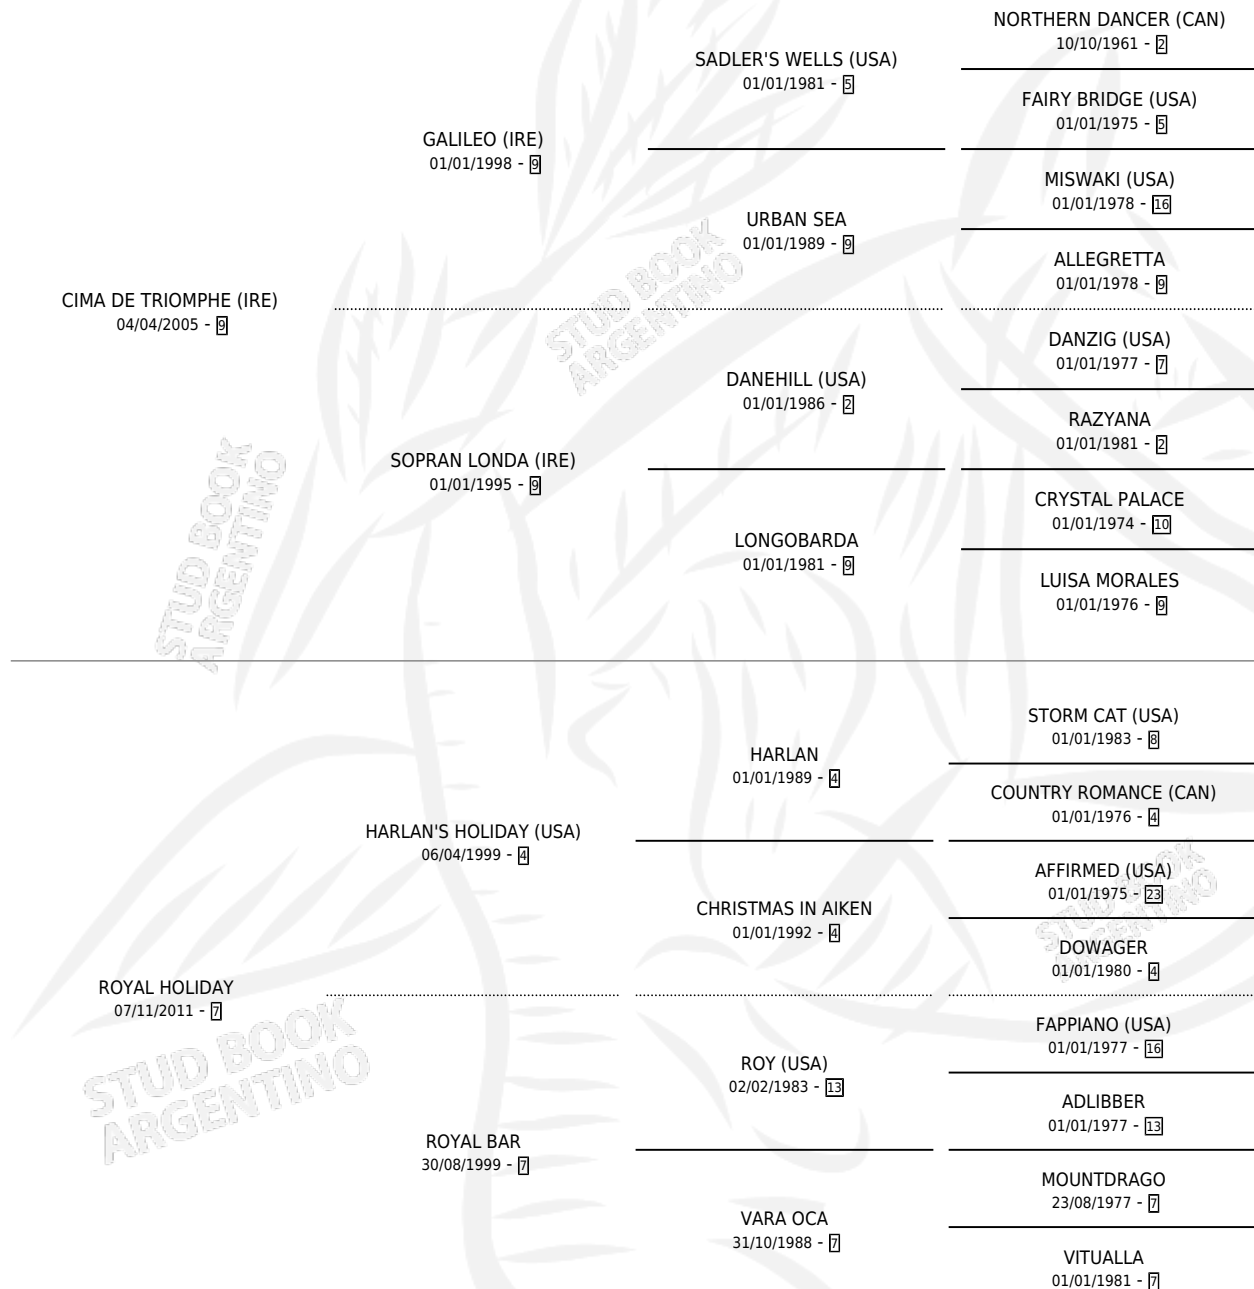 NORTHERN DANCER (CAN)
10/10/1961 - 2
SADLER'S WELLS (USA)
01/01/1981 - 5
FAIRY BRIDGE (USA)
01/01/1975 - 5
GALILEO (IRE)
01/01/1998 - 9
MISWAKI (USA)
01/01/1978 - 16
URBAN SEA
01/01/1989 - 9
ALLEGRETTA
01/01/1978 - 9
CIMA DE TRIOMPHE (IRE)
04/04/2005 - 9
DANZIG (USA)
01/01/1977 - 7
DANEHILL (USA)
01/01/1986 - 2
RAZYANA
01/01/1981 - 2
SOPRAN LONDA (IRE)
01/01/1995 - 9
CRYSTAL PALACE
01/01/1974 - 10
LONGOBARDA
01/01/1981 - 9
LUISA MORALES
01/01/1976 - 9
STORM CAT (USA)
01/01/1983 - 8
HARLAN
01/01/1989 - 4
COUNTRY ROMANCE (CAN)
01/01/1976 - 4
HARLAN'S HOLIDAY (USA)
06/04/1999 - 4
AFFIRMED (USA)
01/01/1975 - 23
CHRISTMAS IN AIKEN
01/01/1992 - 4
DOWAGER
01/01/1980 - 4
ROYAL HOLIDAY
07/11/2011 - 7
FAPPIANO (USA)
01/01/1977 - 16
ROY (USA)
02/02/1983 - 13
ADLIBBER
01/01/1977 - 13
ROYAL BAR
30/08/1999 - 7
MOUNTDRAGO
23/08/1977 - 7
VARA OCA
31/10/1988 - 7
VITUALLA
01/01/1981 - 7
STUD BOOK
ARGENTINO
STUD BOOK
ARGENTINO
STUD BOOK
ARGENTINO
STUD BOOK
ARGENTINO